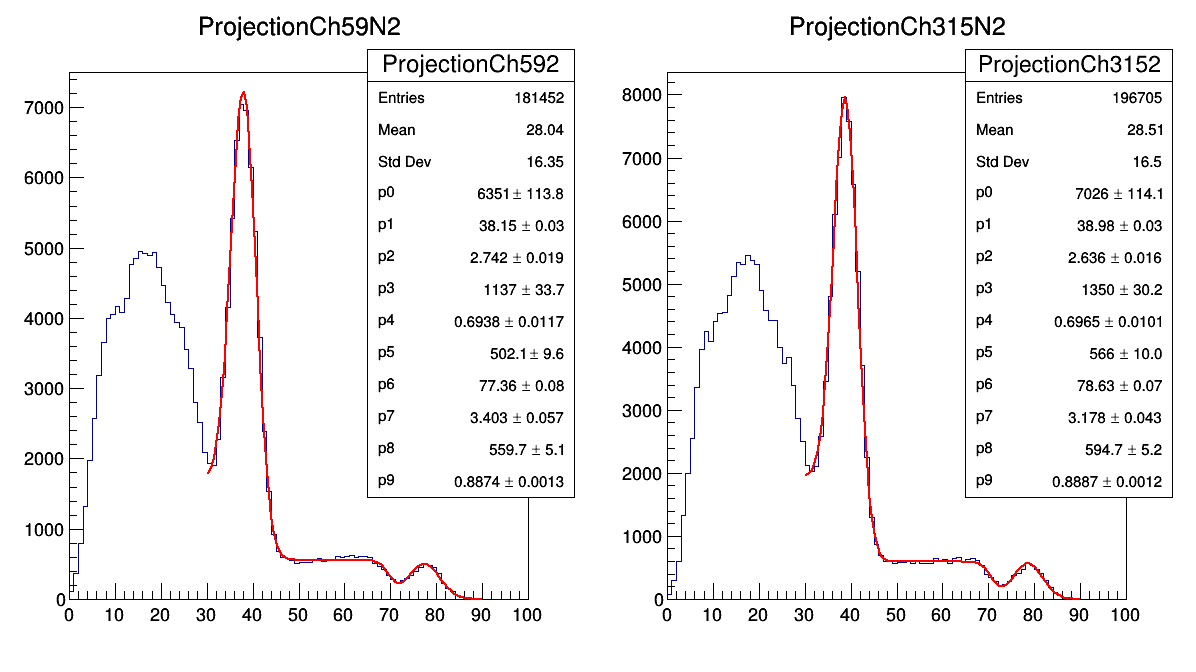 ProjectionCh59N2
ProjectionCh592
Entries 181452
Mean 28.04
Std Dev 16.35
p0 6351 ± 113.8
p1 38.15 ± 0.03
p2 2.742 ± 0.019
p3 1137 ± 33.7
p4 0.6938 ± 0.0117
p5 502.1 ± 9.6
p6 77.36 ± 0.08
p7 3.403 ± 0.057
p8 559.7 ± 5.1
p9 0.8874 ± 0.0013
7000
6000
5000
4000
3000
2000
1000
0
0 10 20 30 40 50 60 70 80 90 100
ProjectionCh315N2
ProjectionCh3152
Entries 196705
Mean 28.51
Std Dev 16.5
p0 7026 ± 114.1
p1 38.98 ± 0.03
p2 2.636 ± 0.016
p3 1350 ± 30.2
p4 0.6965 ± 0.0101
p5 566 ± 10.0
p6 78.63 ± 0.07
p7 3.178 ± 0.043
p8 594.7 ± 5.2
p9 0.8887 ± 0.0012
8000
7000
6000
5000
4000
3000
2000
1000
0
0 10 20 30 40 50 60 70 80 90 100